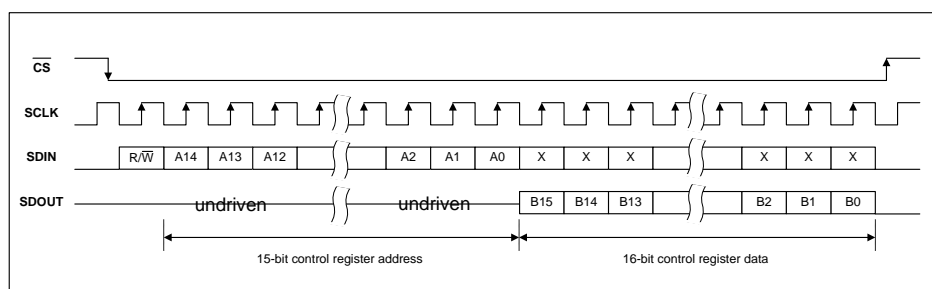 CS
SCLK
SDIN R/W A14 A13 A12 A2 A1 A0 X X X X X X
SDOUT undriven undriven B15 B14 B13 B2 B1 B0
15-bit control register address 16-bit control register data